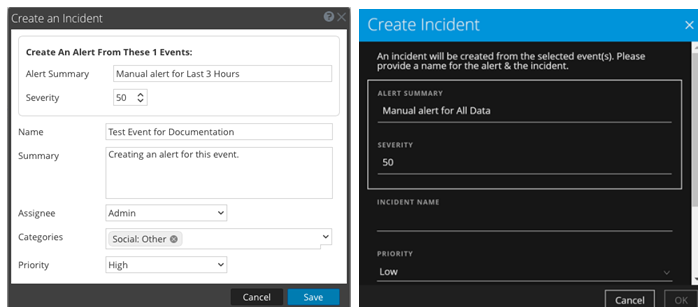 Create an Incident
Create An Alert From These 1 Events:
Alert Summary
Manual alert for Last 3 Hours
Severity
50
Name
Test Event for Documentation
Summary
Creating an alert for this event.
Assignee
Admin
Categories
Social: Other
Priority
High
Cancel
Save
Create Incident
An incident will be created from the selected event(s). Please
provide a name for the alert & the incident.
ALERT SUMMARY
Manual alert for All Data
SEVERITY
50
INCIDENT NAME
PRIORITY
Low
Cancel
OK